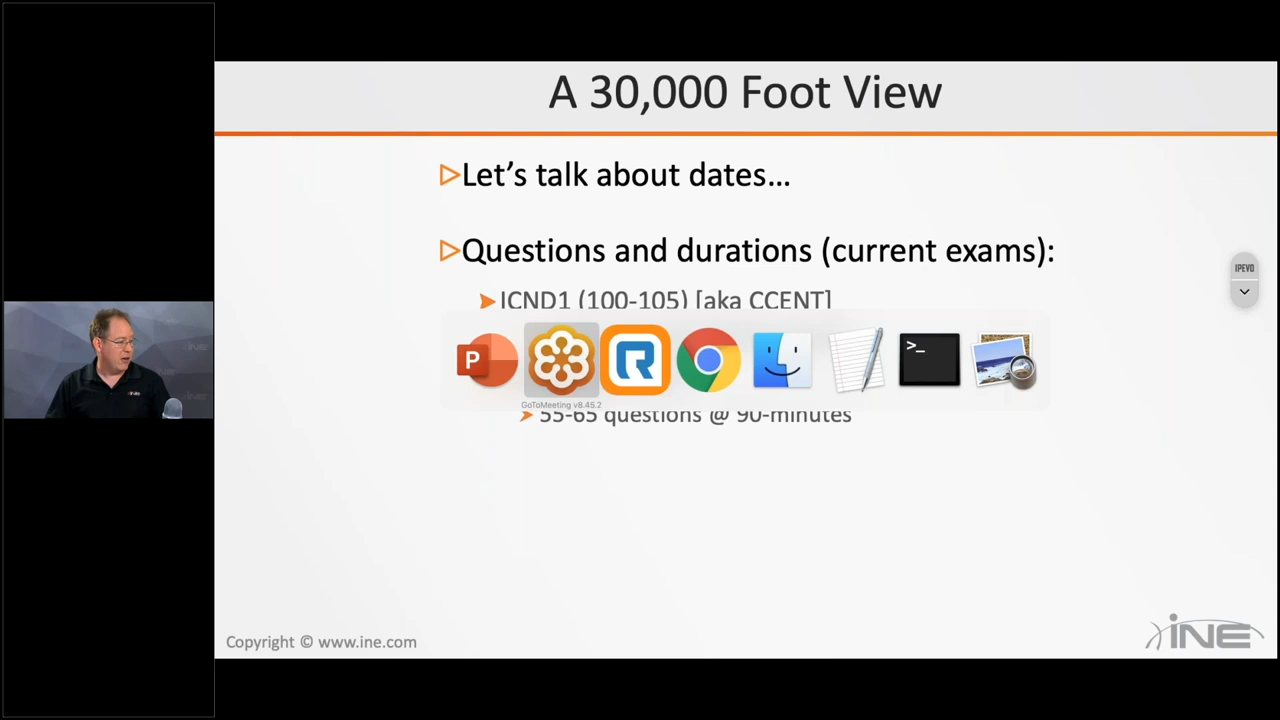 A 30,000 Foot View
Let's talk about dates...
Questions and durations (current exams):
ICND1 (100-105) [aka CCENT]
IPEVO
P
R
>_
GoToMeeting v8.45.2
55-65 questions @ 90-minutes
Copyright © www.ine.com
iNE